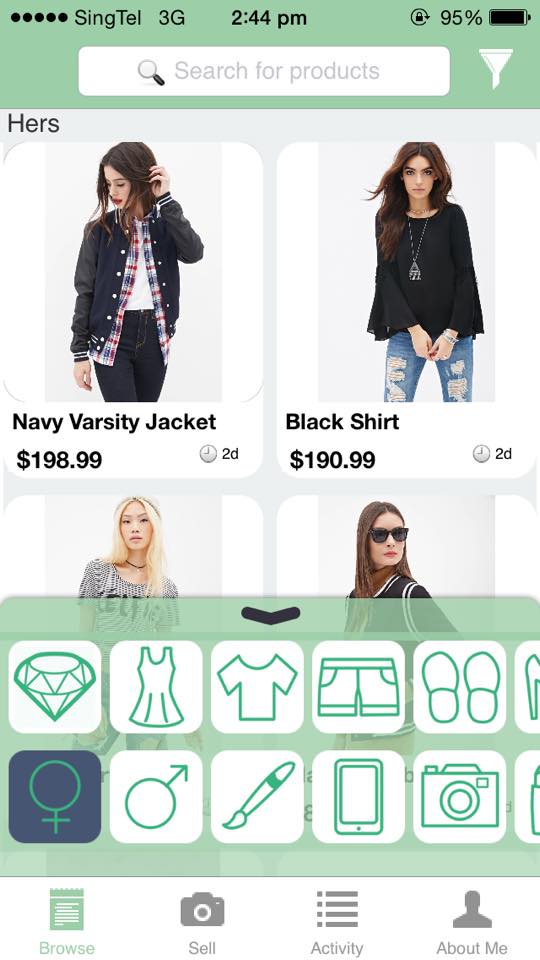 SingTel 3G 2:44 pm 95%
Search for products
Hers
Navy Varsity Jacket
$198.99
2d
Black Shirt
$190.99
2d
Browse
Sell
Activity
About Me